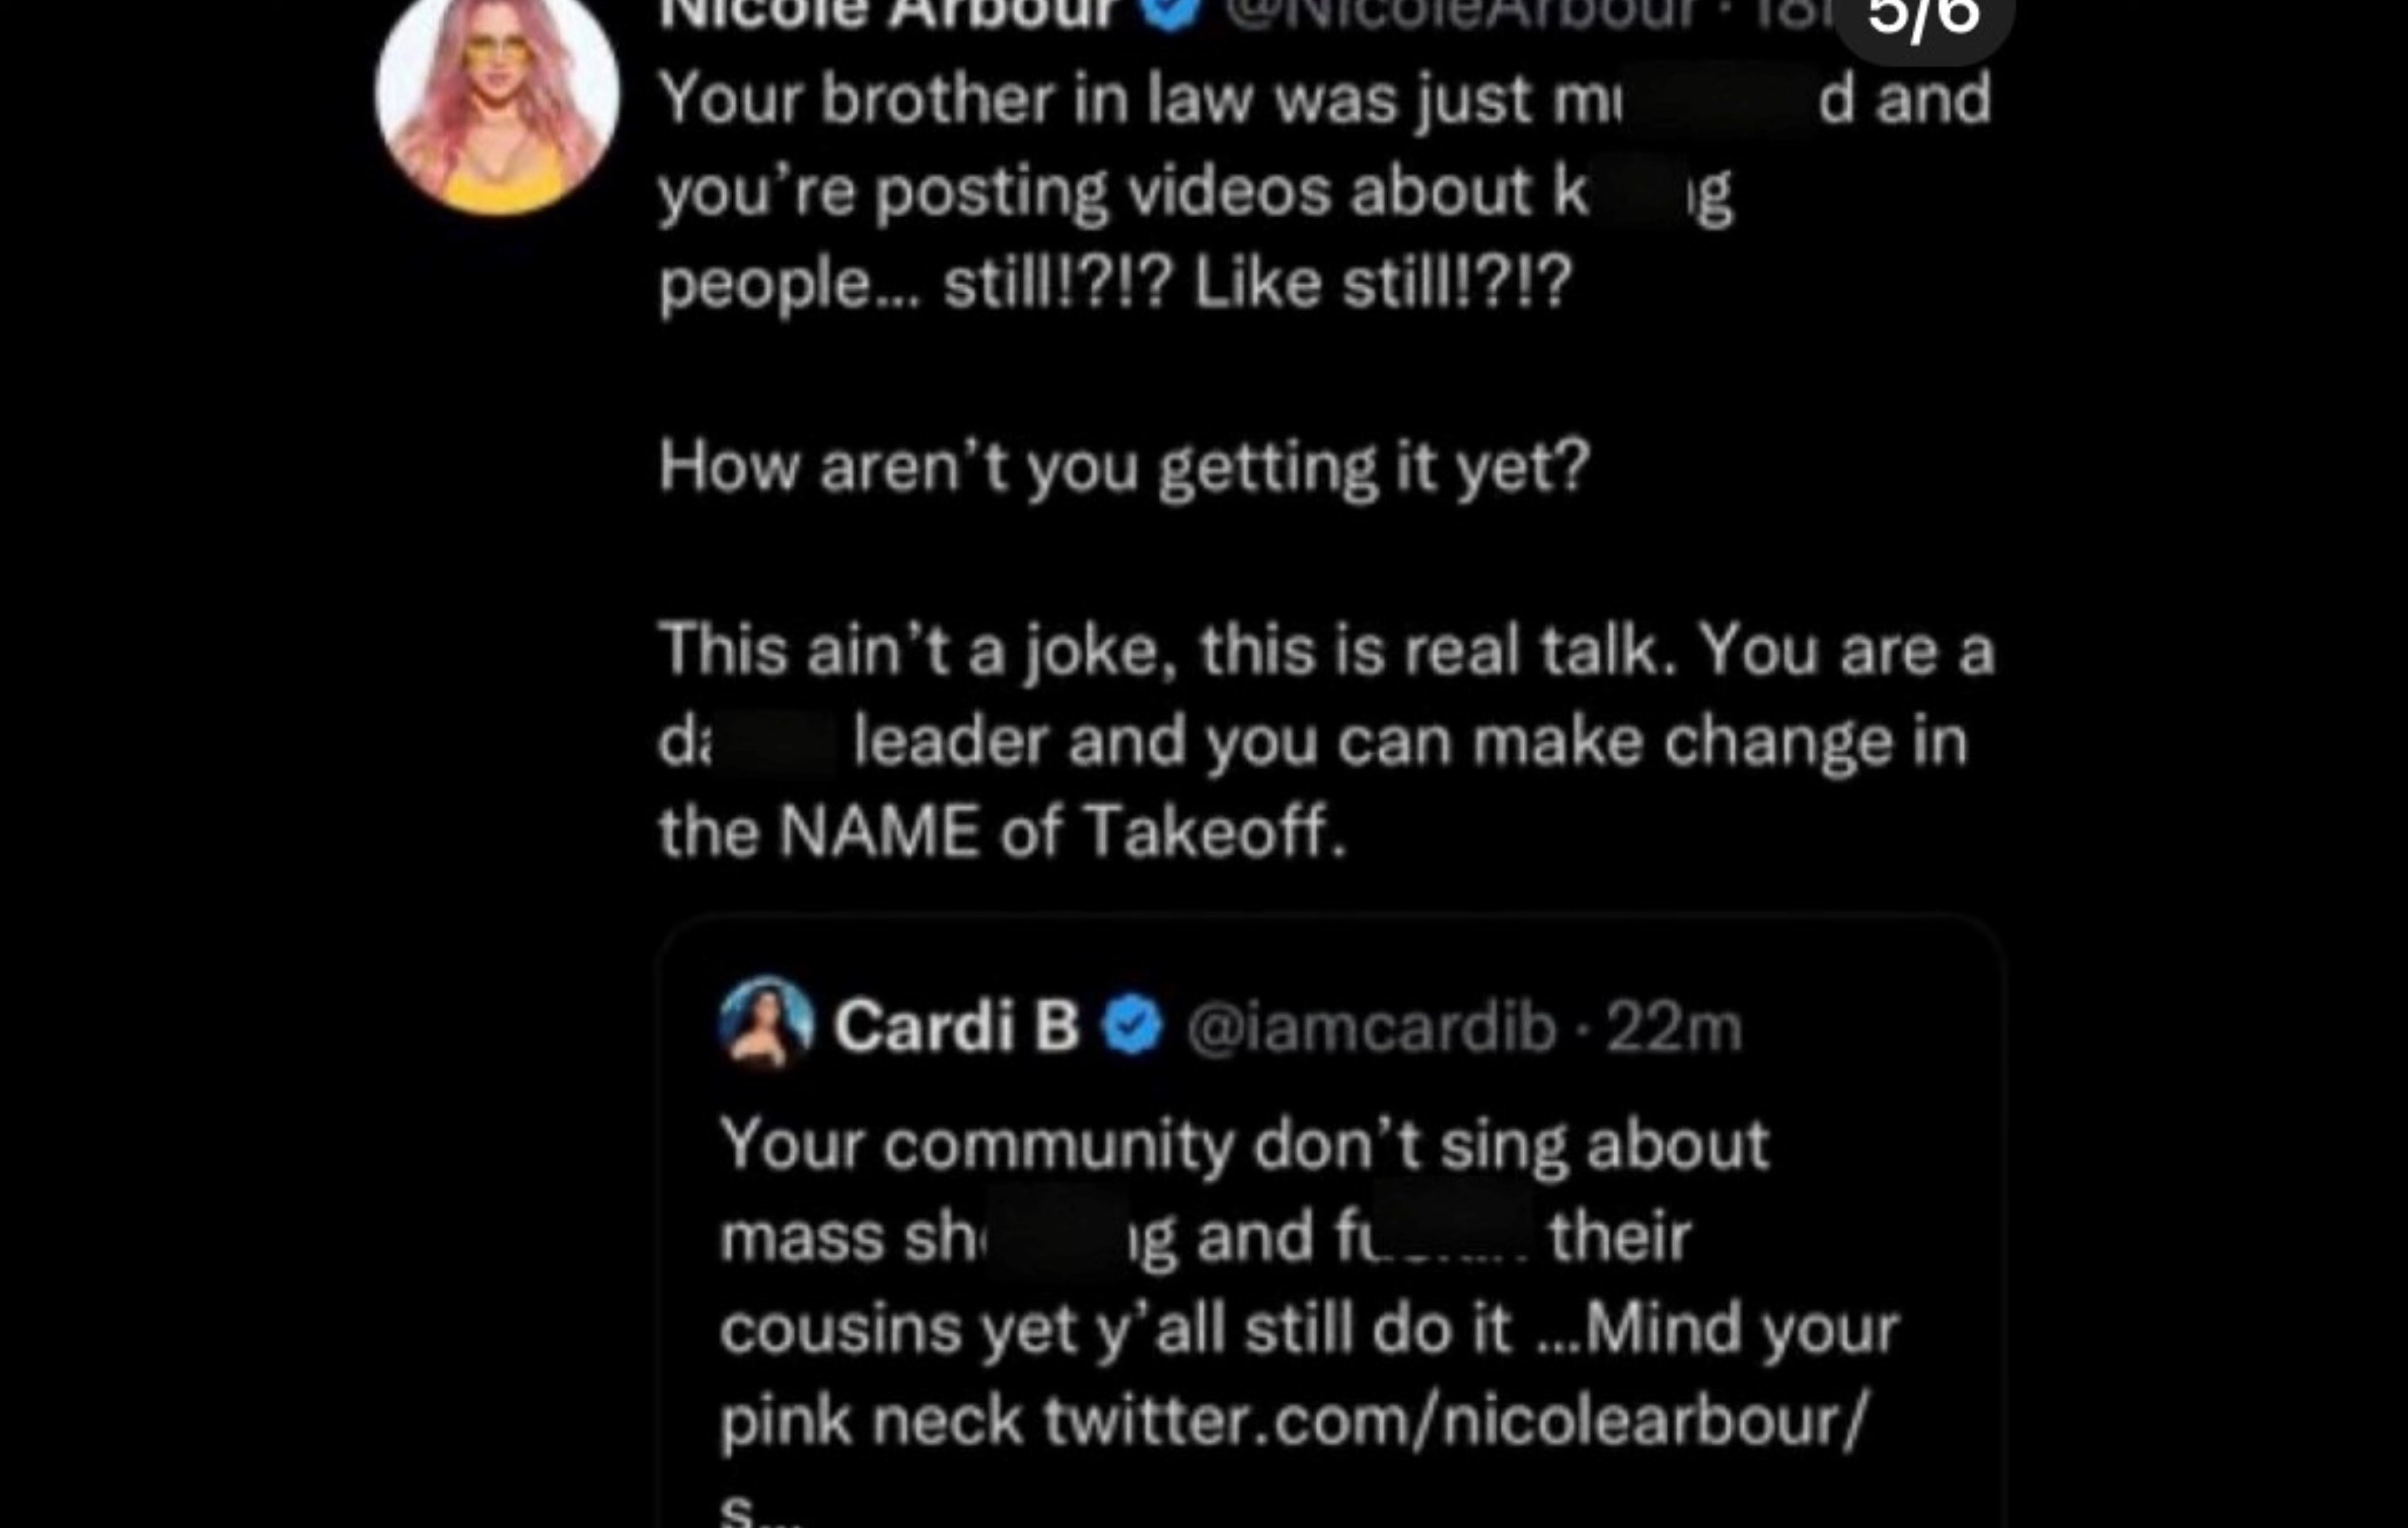 Nicole Arbour @NicoleArbour · 5/6
Your brother in law was just and
you're posting videos about
people... still!?!? Like still!?!?
How aren't you getting it yet?
This ain't a joke, this is real talk. You are a
leader and you can make change in
the NAME of Takeoff.
Cardi B @iamcardib · 22m
Your community don't sing about
mass and their
cousins yet y'all still do it ...Mind your
pink neck twitter.com/nicolearbour/
s...